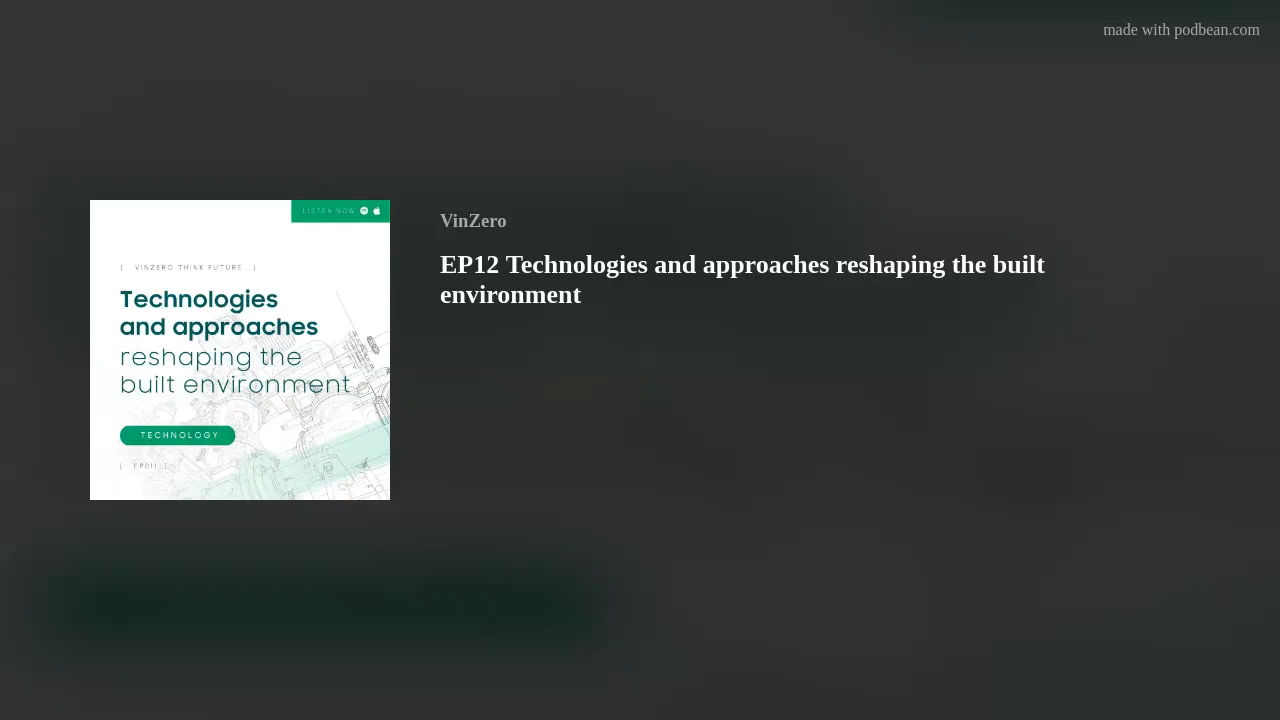 made with podbean.com
LISTEN NOW
[ VINZERO THINK FUTURE ]
Technologies
and approaches
reshaping the
built environment
TECHNOLOGY
[ EP011 ]
VinZero
EP12 Technologies and approaches reshaping the built
environment